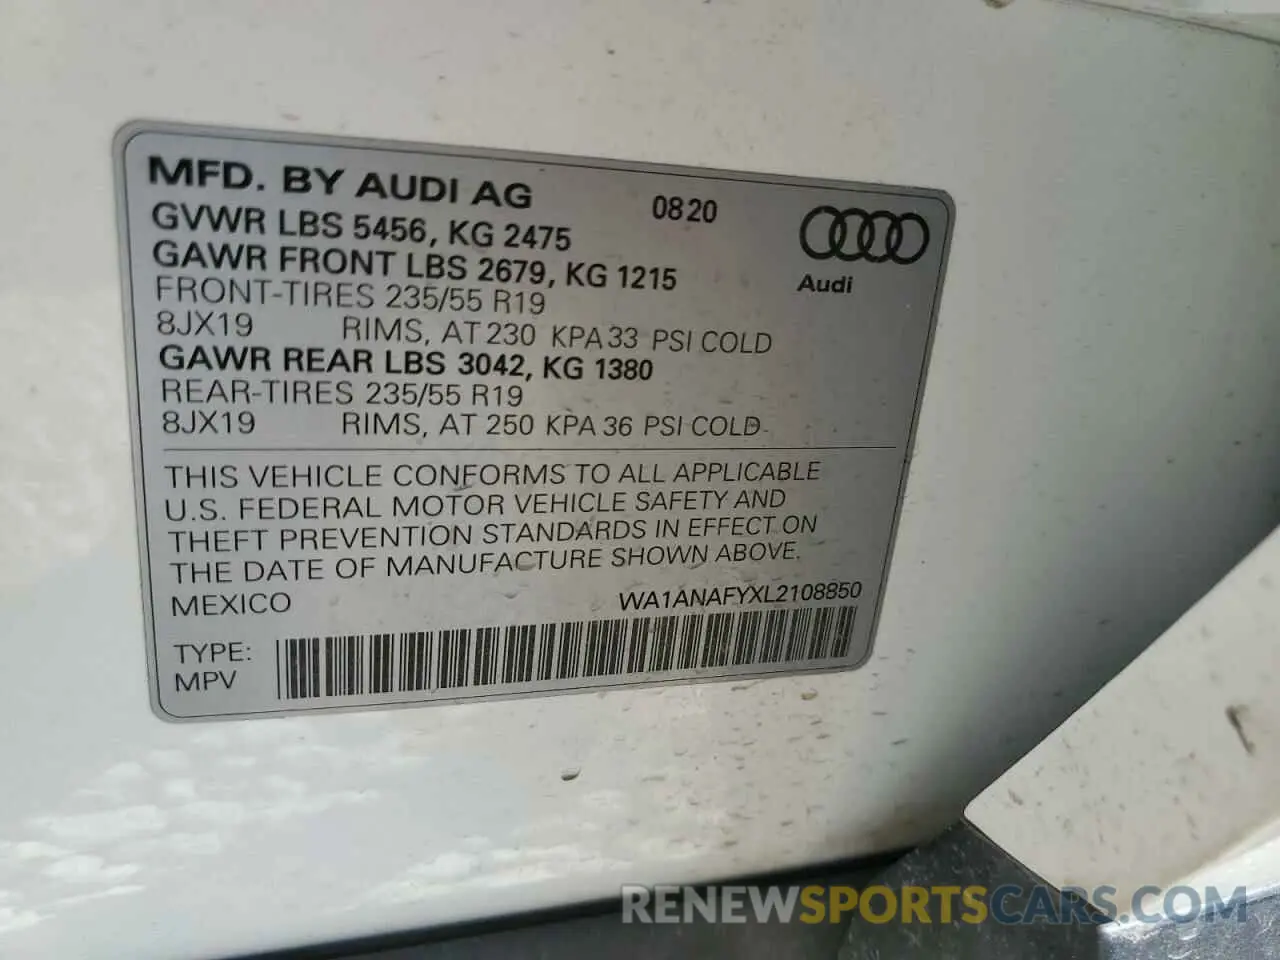 MFD. BY AUDI AG 0820
GVWR LBS 5456, KG 2475
GAWR FRONT LBS 2679, KG 1215
Audi
FRONT-TIRES 235/55 R19
8JX19 RIMS, AT 230 KPA 33 PSI COLD
GAWR REAR LBS 3042, KG 1380
REAR-TIRES 235/55 R19
8JX19 RIMS, AT 250 KPA 36 PSI COLD
THIS VEHICLE CONFORMS TO ALL APPLICABLE
U.S. FEDERAL MOTOR VEHICLE SAFETY AND
THEFT PREVENTION STANDARDS IN EFFECT ON
THE DATE OF MANUFACTURE SHOWN ABOVE.
MEXICO WA1ANAFYXL2108850
TYPE:
MPV
RENEWSPORTSCARS.COM